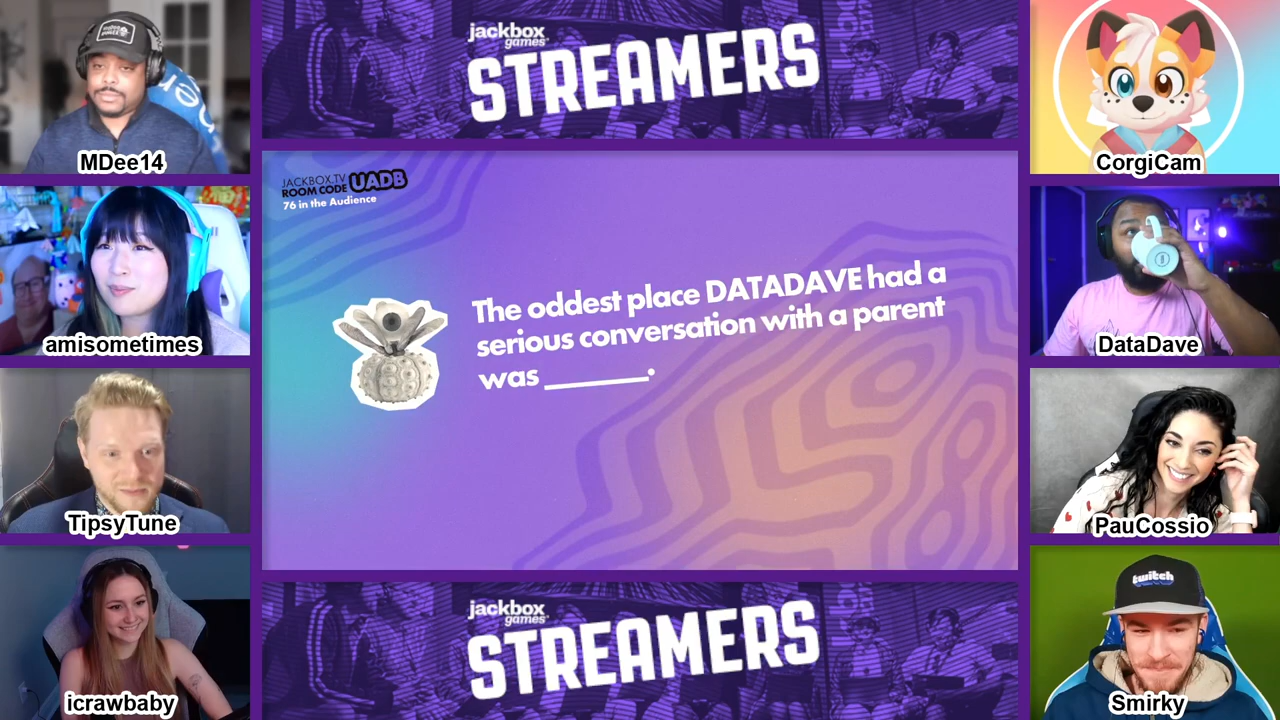 jackbox
games
STREAMERS
MDee14
CorgiCam
JACKBOX.TV
ROOM CODE UADB
76 in the Audience
The oddest place DATADAVE had a
serious conversation with a parent
was ________.
amisometimes
DataDave
TipsyTune
PauCossio
twitch
icrawbaby
Smirky
jackbox
games
STREAMERS